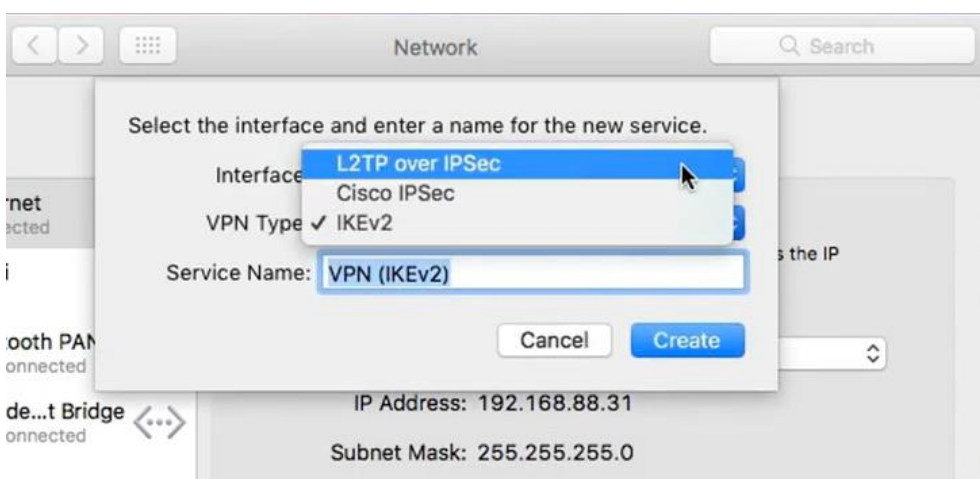 Network
Search
Select the interface and enter a name for the new service.
Interface
L2TP over IPSec
Cisco IPSec
VPN Type ✓ IKEv2
Service Name: VPN (IKEv2)
Cancel
Create
rnet
ected
i
s the IP
ooth PAN
onnected
de...t Bridge
onnected
IP Address: 192.168.88.31
Subnet Mask: 255.255.255.0